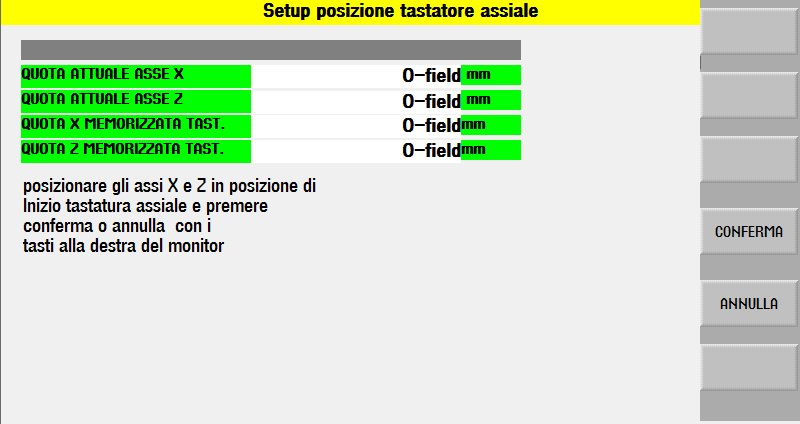 Setup posizione tastatore assiale
QUOTA ATTUALE ASSE X O-field mm
QUOTA ATTUALE ASSE Z O-field mm
QUOTA X MEMORIZZATA TAST. O-field mm
QUOTA Z MEMORIZZATA TAST. O-field mm
posizionare gli assi X e Z in posizione di
Inizio tastatura assiale e premere
conferma o annulla  con i
tasti alla destra del monitor
CONFERMA
ANNULLA